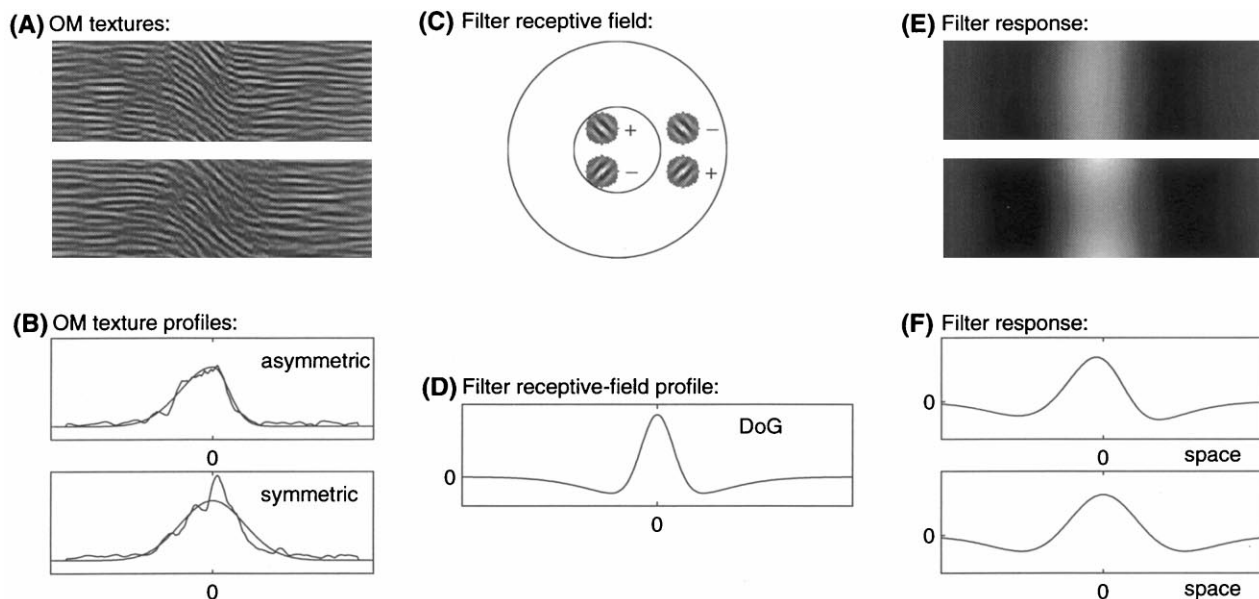 (A) OM textures:
(B) OM texture profiles:
asymmetric
0
symmetric
0
(C) Filter receptive field:
+
−
−
+
(D) Filter receptive-field profile:
DoG
0
0
(E) Filter response:
(F) Filter response:
0
0
space
0
0
space